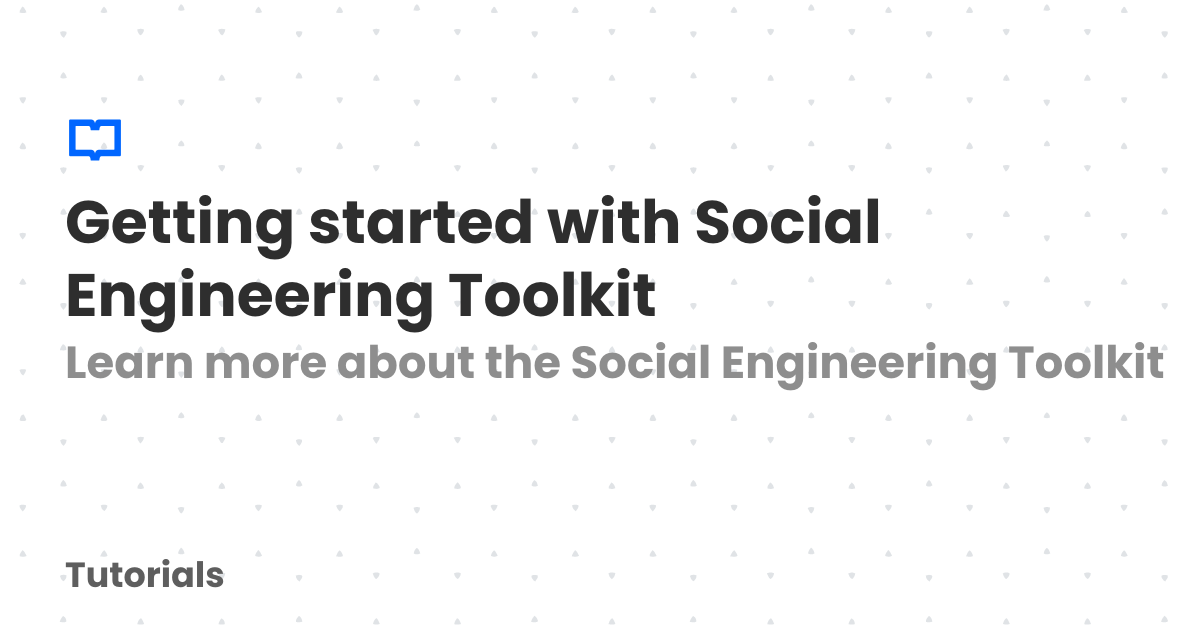 Getting started with Social
Engineering Toolkit
Learn more about the Social Engineering Toolkit
Tutorials